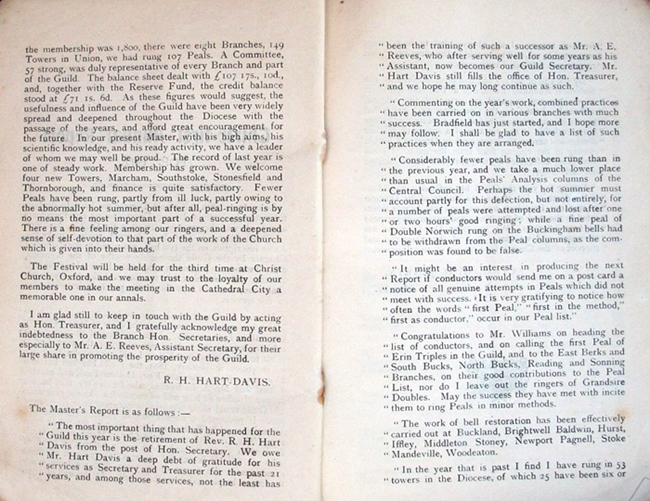 the membership was 1,800, there were eight Branches, 149
Towers in Union, we had rung 107 Peals. A Committee,
57 strong, was duly representative of every Branch and part
of the Guild. The balance sheet dealt with £107 17s., 10d.,
and, together with the Reserve Fund, the credit balance
stood at £71 1s. 6d. As these figures would suggest, the
usefulness and influence of the Guild have been very widely
spread and deepened throughout the Diocese with the
passage of the years, and afford great encouragement for
the future. In our present Master, with his high aims, his
scientific knowledge, and his ready activity, we have a leader
of whom we may well be proud. The record of last year is
one of steady work. Membership has grown. We welcome
four new Towers, Marcham, Southstoke, Stonesfield and
Thornborough, and finance is quite satisfactory. Fewer
Peals have been rung, partly from ill luck, partly owing to
the abnormally hot summer, but after all, peal-ringing is by
no means the most important part of a successful year.
There is a fine feeling among our ringers, and a deepened
sense of self-devotion to that part of the work of the Church
which is given into their hands.
The Festival will be held for the third time at Christ
Church, Oxford, and we may trust to the loyalty of our
members to make the meeting in the Cathedral City a
memorable one in our annals.
I am glad still to keep in touch with the Guild by acting
as Hon. Treasurer, and I gratefully acknowledge my great
indebtedness to the Branch Hon. Secretaries, and more
especially to Mr. A. E. Reeves, Assistant Secretary, for their
large share in promoting the prosperity of the Guild.
R. H. HART-DAVIS.
The Master's Report is as follows :—
"The most important thing that has happened for the
"Guild this year is the retirement of Rev. R. H. Hart
"Davis from the post of Hon. Secretary. We owe
"Mr. Hart Davis a deep debt of gratitude for his
"services as Secretary and Treasurer for the past 21
"years, and among those services, not the least has
"been the training of such a successor as Mr. A. E.
"Reeves, who after serving well for some years as his
"Assistant, now becomes our Guild Secretary. Mr.
"Hart Davis still fills the office of Hon. Treasurer,
"and we hope he may long continue as such.
"Commenting on the year's work, combined practices
"have been carried on in various branches with much
"success. Bradfield has just started, and I hope more
"may follow. I shall be glad to have a list of such
"practices when they are arranged.
"Considerably fewer peals have been rung than in
"the previous year, and we take a much lower place
"than usual in the Peals' Analysis columns of the
"Central Council. Perhaps the hot summer must
"account partly for this defection, but not entirely, for
"a number of peals were attempted and lost after one
"or two hours' good ringing; while a fine peal of
"Double Norwich rung on the Buckingham bells had
"to be withdrawn from the Peal columns, as the com-
"position was found to be false.
"It might be an interest in producing the next
"Report if conductors would send me on a post card a
"notice of all genuine attempts in Peals which did not
"meet with success. It is very gratifying to notice how
"often the words "first Peal," "first in the method,"
"first as conductor," occur in our Peal list."
"Congratulations to Mr. Williams on heading the
"list of conductors, and on calling the first Peal of
"Erin Triples in the Guild, and to the East Berks and
"South Bucks, North Bucks, Reading and Sonning
"Branches, on their good contributions to the Peal
"List, nor do I leave out the ringers of Grandsire
"Doubles. May the success they have met with incite
"them to ring Peals in minor methods.
"The work of bell restoration has been effectively
"carried out at Buckland, Brightwell Baldwin, Hurst,
"Iffley, Middleton Stoney, Newport Pagnell, Stoke
"Mandeville, Woodeaton.
"In the year that is past I find I have rung in 53
"towers in the Diocese, of which 25 have been six or